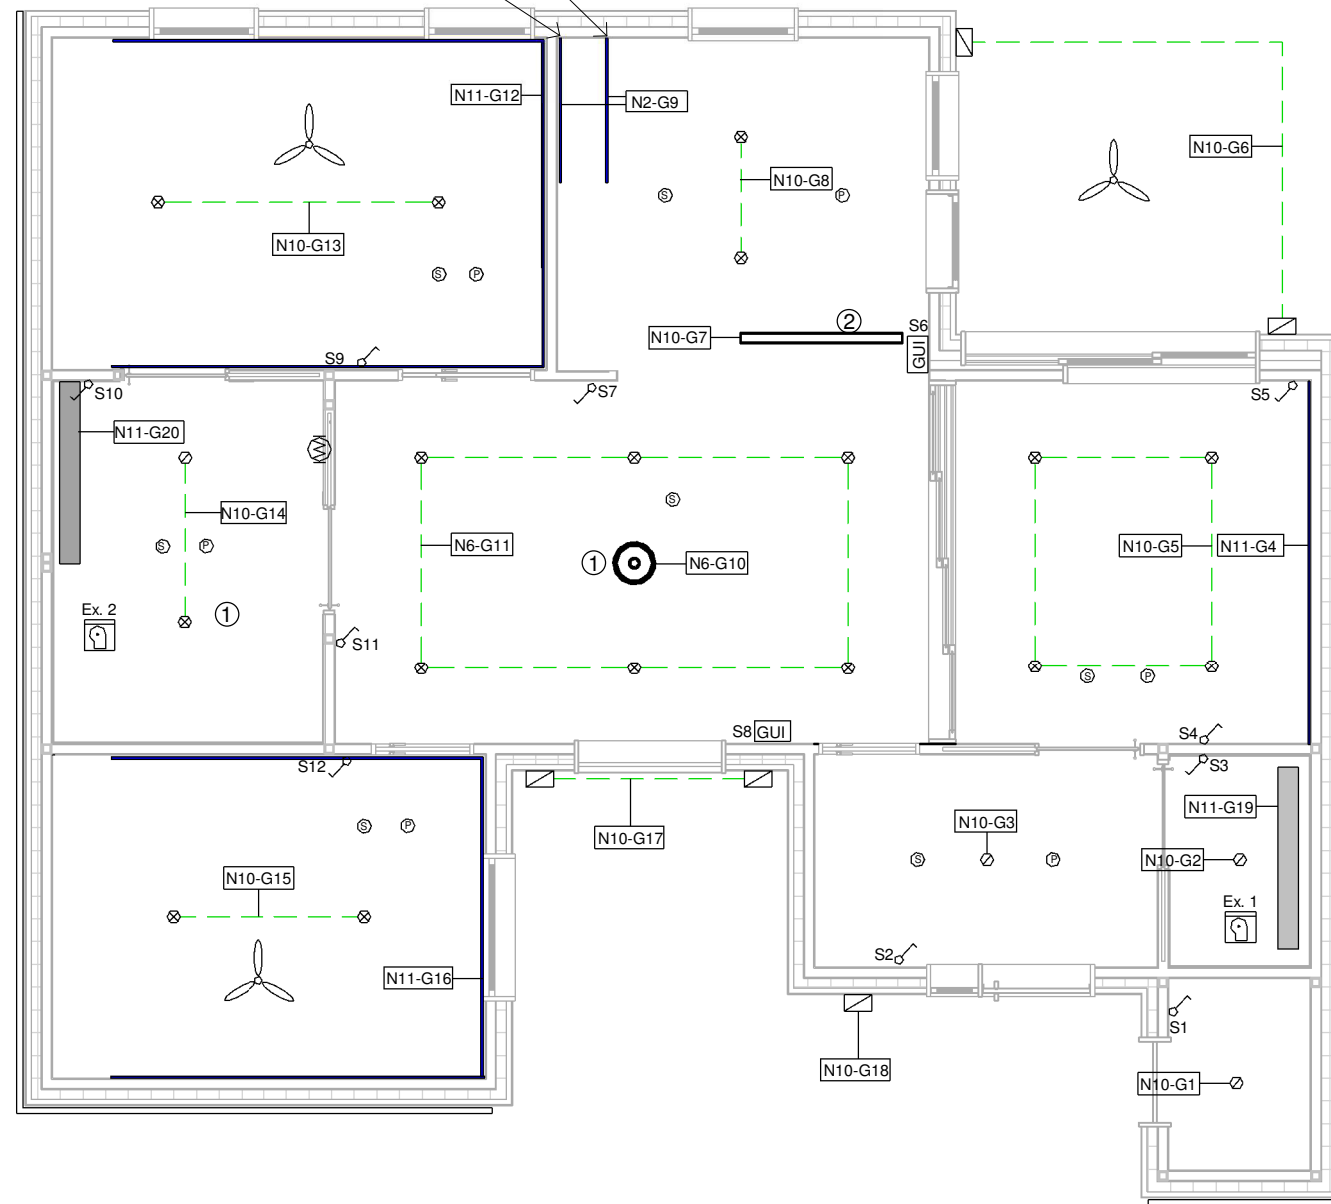 N11-G12
N2-G9
N10-G6
N10-G8
S
P
N10-G13
S
P
2
S6
N10-G7
GUI
S9
S10
S7
S5
N11-G20
N10-G14
S
S
P
N6-G11
1
N6-G10
N10-G5
N11-G4
Ex. 2
1
S11
S
P
S8
GUI
S4
S12
S3
N11-G19
S
P
N10-G17
N10-G3
S
P
N10-G2
N10-G15
Ex. 1
S2
N11-G16
S1
N10-G18
N10-G1